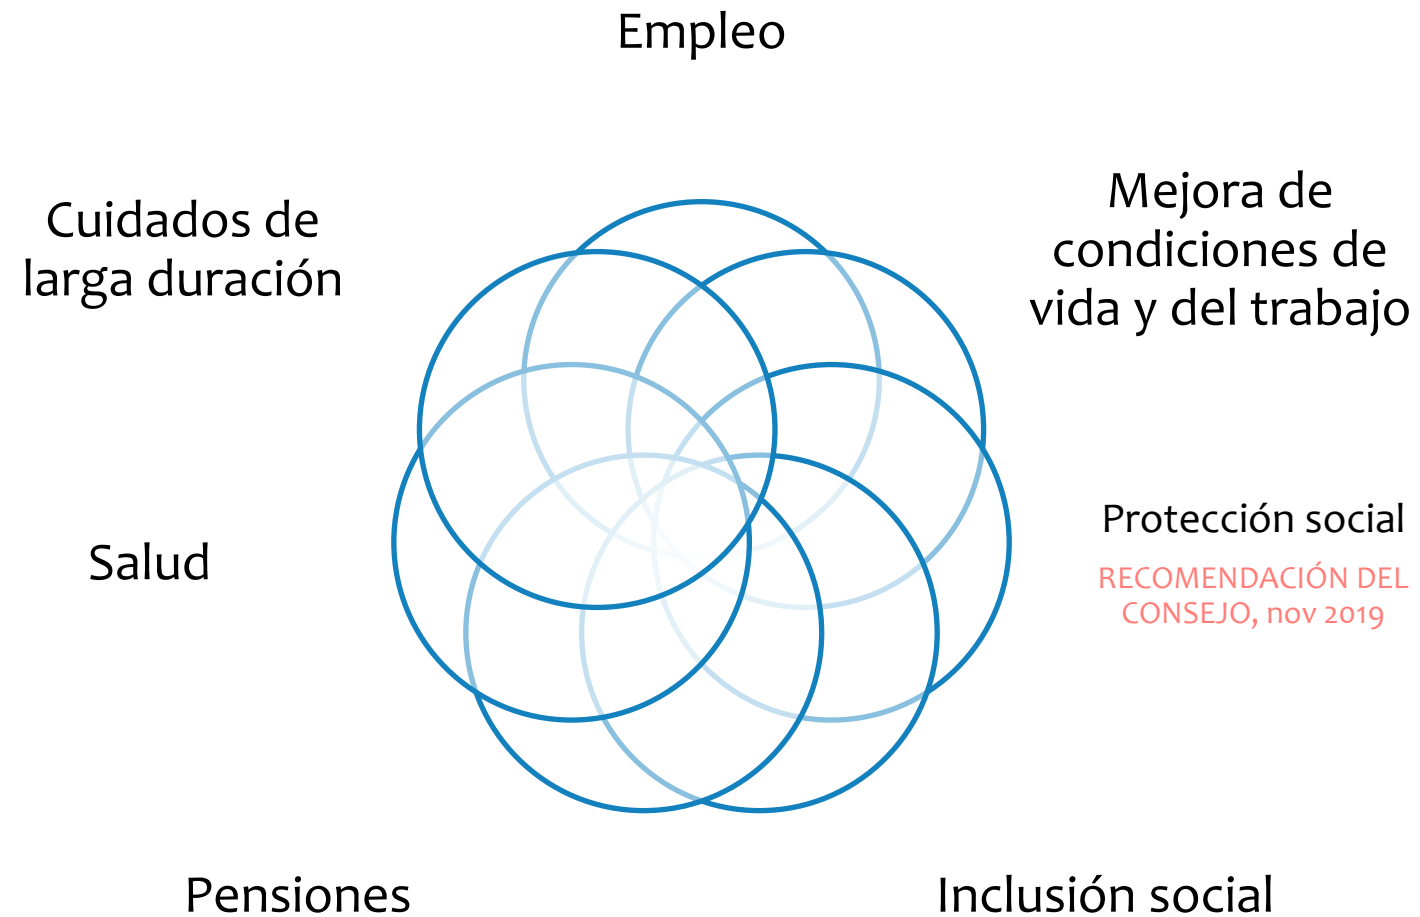 Empleo
Mejora de
condiciones de
vida y del trabajo
Protección social
RECOMENDACIÓN DEL
CONSEJO, nov 2019
Inclusión social
Pensiones
Salud
Cuidados de
larga duración